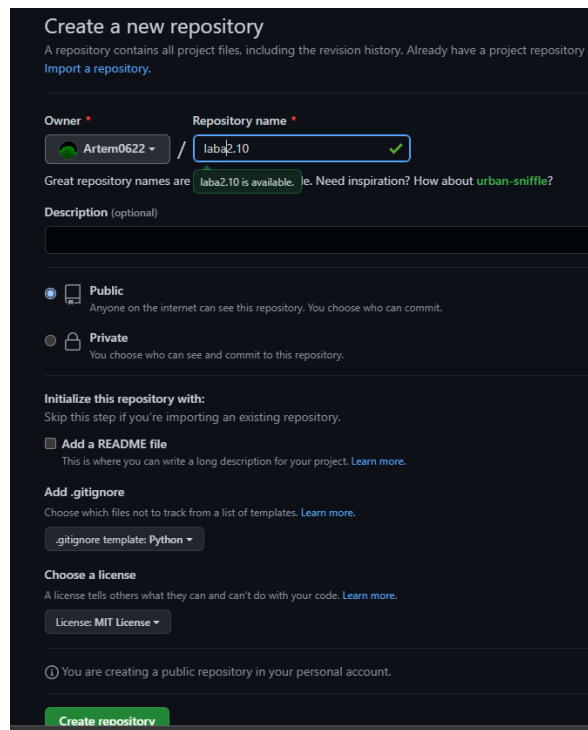 Create a new repository
A repository contains all project files, including the revision history. Already have a project repository
Import a repository.
Owner *
Repository name *
Artem0622
/
laba2.10
Great repository names are
laba2.10 is available.
Need inspiration? How about urban-sniffle?
Description (optional)
Public
Anyone on the internet can see this repository. You choose who can commit.
Private
You choose who can see and commit to this repository.
Initialize this repository with:
Skip this step if you're importing an existing repository.
Add a README file
This is where you can write a long description for your project. Learn more.
Add .gitignore
Choose which files not to track from a list of templates. Learn more.
.gitignore template: Python
Choose a license
A license tells others what they can and can't do with your code. Learn more.
License: MIT License
You are creating a public repository in your personal account.
Create repository